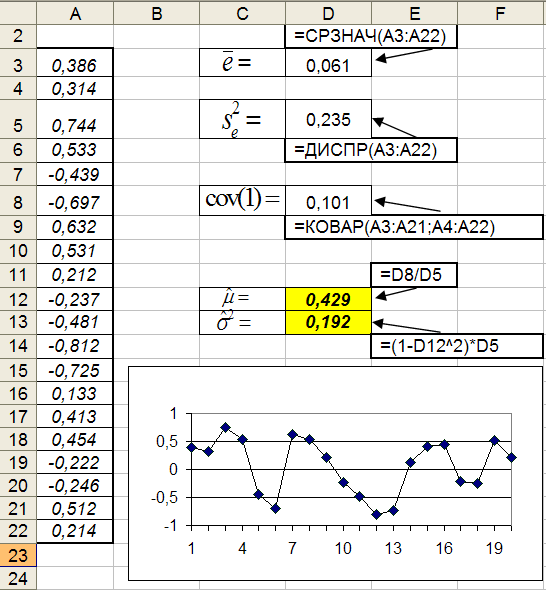 A B C D E F
2 =СРЗНАЧ(A3:A22)
3 0,386 e̅ = 0,061
4 0,314
5 0,744 s²ₑ = 0,235
6 0,533 =ДИСПР(A3:A22)
7 -0,439
8 -0,697 cov(1) = 0,101
9 0,632 =КОВАР(A3:A21;A4:A22)
10 0,531
11 0,212 =D8/D5
12 -0,237 μ̂ = 0,429
13 -0,481 σ̂² = 0,192
14 -0,812 =(1-D12^2)*D5
15 -0,725
16 0,133
17 0,413
18 0,454
19 -0,222
20 -0,246
21 0,512
22 0,214
23
24
1
0,5
0
-0,5
-1
1 4 7 10 13 16 19